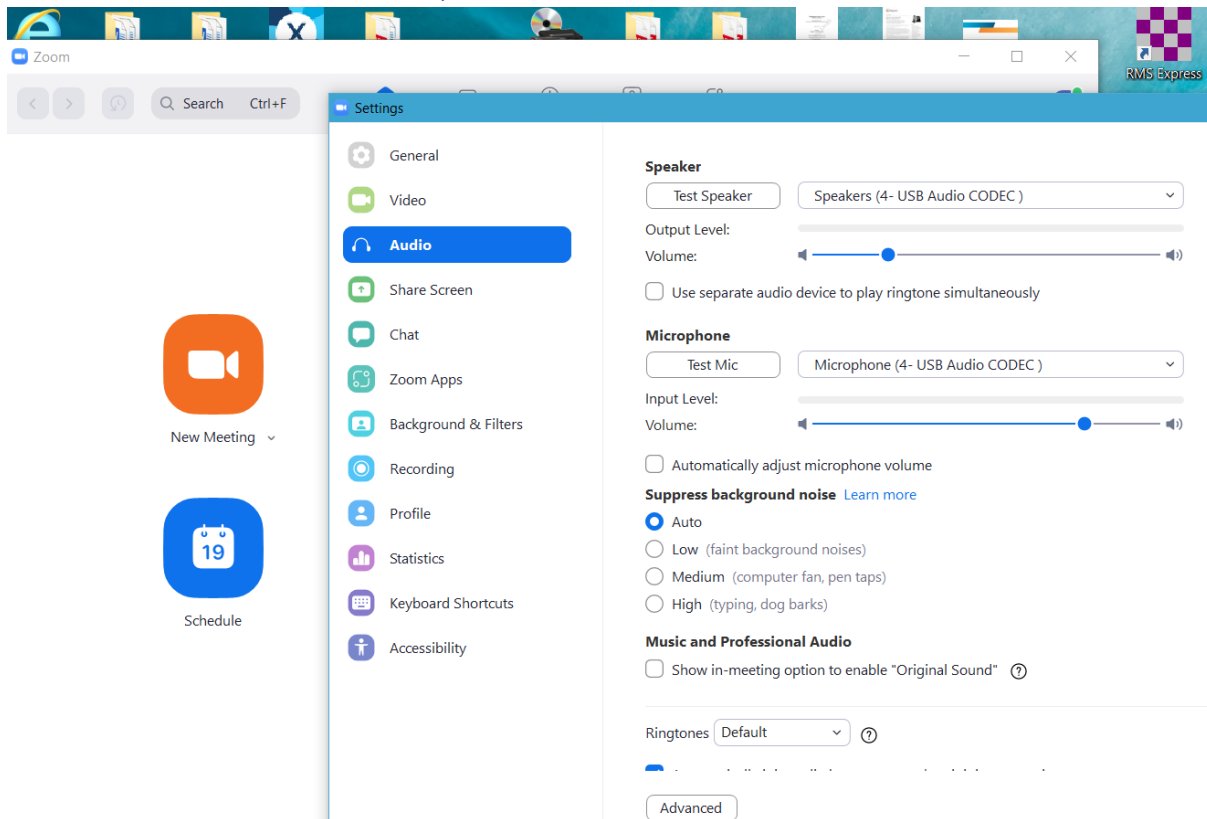 Zoom
RMS Express
Search Ctrl+F
Settings
General
Video
Audio
Share Screen
Chat
Zoom Apps
Background & Filters
Recording
Profile
Statistics
Keyboard Shortcuts
Accessibility
New Meeting
19
Schedule
Speaker
Test Speaker Speakers (4- USB Audio CODEC )
Output Level:
Volume:
Use separate audio device to play ringtone simultaneously
Microphone
Test Mic Microphone (4- USB Audio CODEC )
Input Level:
Volume:
Automatically adjust microphone volume
Suppress background noise Learn more
Auto
Low (faint background noises)
Medium (computer fan, pen taps)
High (typing, dog barks)
Music and Professional Audio
Show in-meeting option to enable "Original Sound" ?
Ringtones Default ?
Advanced